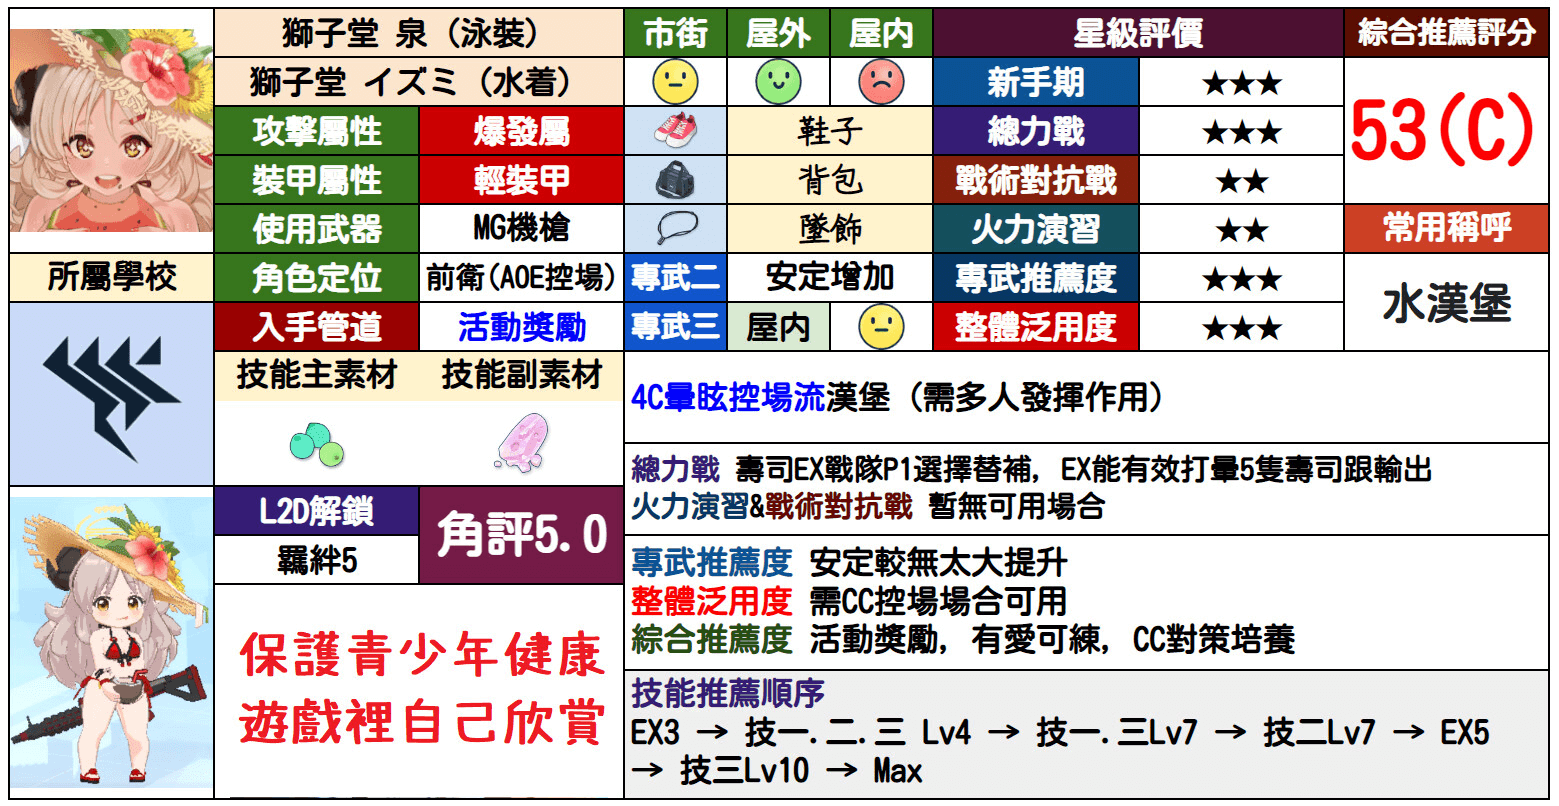 獅子堂 泉（泳裝）
獅子堂 イズミ（水着）
市街 屋外 屋內
星級評價
綜合推薦評分
新手期 ★★★
53(C)
攻擊屬性 爆發屬
鞋子
總力戰 ★★★
裝甲屬性 輕裝甲
背包
戰術對抗戰 ★★
使用武器 MG機槍
墜飾
火力演習 ★★
常用稱呼
所屬學校
角色定位 前衛(AOE控場)
專武二 安定增加
專武推薦度 ★★★
水漢堡
入手管道 活動獎勵
專武三 屋內
整體泛用度 ★★★
技能主素材 技能副素材
4C暈眩控場流漢堡（需多人發揮作用）
總力戰 壽司EX戰隊P1選擇替補, EX能有效打暈5隻壽司跟輸出
火力演習&戰術對抗戰 暫無可用場合
L2D解鎖
羈絆5
角評5.0
專武推薦度 安定較無太大提升
整體泛用度 需CC控場場合可用
綜合推薦度 活動獎勵, 有愛可練, CC對策培養
保護青少年健康
遊戲裡自己欣賞
技能推薦順序
EX3 → 技一.二.三 Lv4 → 技一.三Lv7 → 技二Lv7 → EX5
→ 技三Lv10 → Max